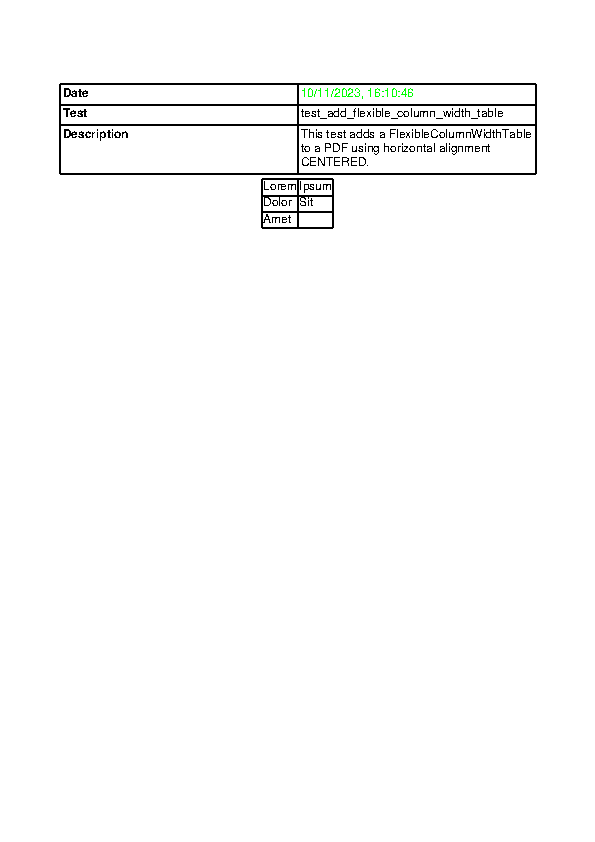 Date 10/11/2023, 16:10:46
Test test_add_flexible_column_width_table
Description This test adds a FlexibleColumnWidthTable
to a PDF using horizontal alignment
CENTERED.
Lorem Ipsum
Dolor Sit
Amet